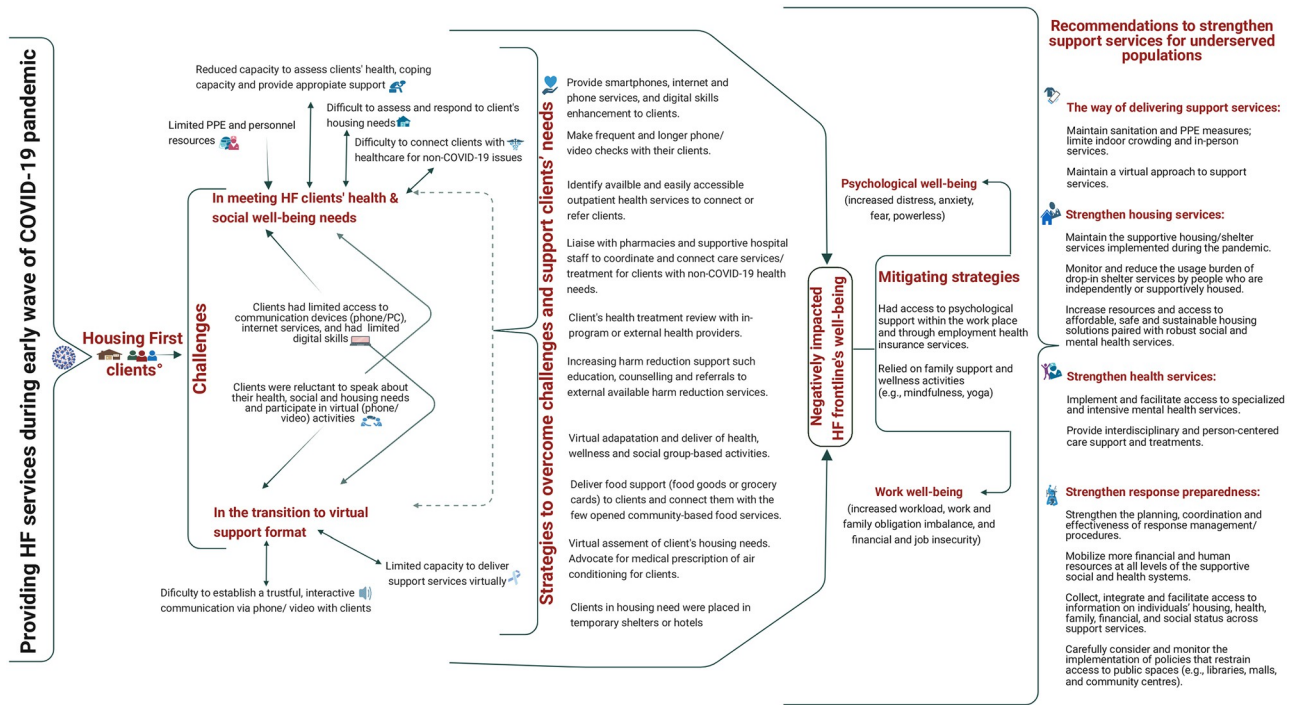 Providing HF services during early wave of COVID-19 pandemic
Housing First
clients°
Challenges
Reduced capacity to assess clients' health, coping
capacity and provide appropiate support
Limited PPE and personnel
resources
Difficult to assess and respond to client's
housing needs
Difficulty to connect clients with
healthcare for non-COVID-19 issues
In meeting HF clients' health &
social well-being needs
Clients had limited access to
communication devices (phone/PC),
internet services, and had limited
digital skills
Clients were reluctant to speak about
their health, social and housing needs
and participate in virtual (phone/
video) activities
In the transition to virtual
support format
Limited capacity to deliver
support services virtually
Dificulty to establish a trustful, interactive
communication via phone/ video with clients
Strategies to overcome challenges and support clients' needs
Provide smartphones, internet and
phone services, and digital skills
enhancement to clients.
Make frequent and longer phone/
video checks with their clients.
Identify availble and easily accessible
outpatient health services to connect or
refer clients.
Liaise with pharmacies and supportive hospital
staff to coordinate and connect care services/
treatment for clients with non-COVID-19 health
needs.
Client's health treatment review with in-
program or external health providers.
Increasing harm reduction support such
education, counselling and referrals to
external available harm reduction services.
Virtual adapatation and deliver of health,
wellness and social group-based activities.
Deliver food support (food goods or grocery
cards) to clients and connect them with the
few opened community-based food services.
Virtual assement of client's housing needs.
Advocate for medical prescription of air
conditioning for clients.
Clients in housing need were placed in
temporary shelters or hotels
Negatively impacted
HF frontline's well-being
Psychological well-being
(increased distress, anxiety,
fear, powerless)
Mitigating strategies
Had access to psychological
support within the work place
and through employment health
insurance services.
Relied on family support and
wellness activities
(e.g., mindfulness, yoga)
Work well-being
(increased workload, work and
family obligation imbalance, and
financial and job insecurity)
Recommendations to strengthen
support services for underserved
populations
The way of delivering support services:
Maintain sanitation and PPE measures;
limite indoor crowding and in-person
services.
Maintain a virtual approach to support
services.
Strengthen housing services:
Maintain the supportive housing/shelter
services implemented during the pandemic.
Monitor and reduce the usage burden of
drop-in shelter services by people who are
independently or supportively housed.
Increase resources and access to
affordable, safe and sustainable housing
solutions paired with robust social and
mental health services.
Strengthen health services:
Implement and facilitate access to specialized
and intensive mental health services.
Provide interdisciplinary and person-centered
care support and treatments.
Strengthen response preparedness:
Strengthen the planning, coordination and
effectiveness of response management/
procedures.
Mobilize more financial and human
resources at all levels of the supportive
social and health systems.
Collect, integrate and facilitate access to
information on individuals' housing, health,
family, financial, and social status across
support services.
Carefully consider and monitor the
implementation of policies that restrain
access to public spaces (e.g., libraries, malls,
and community centres).